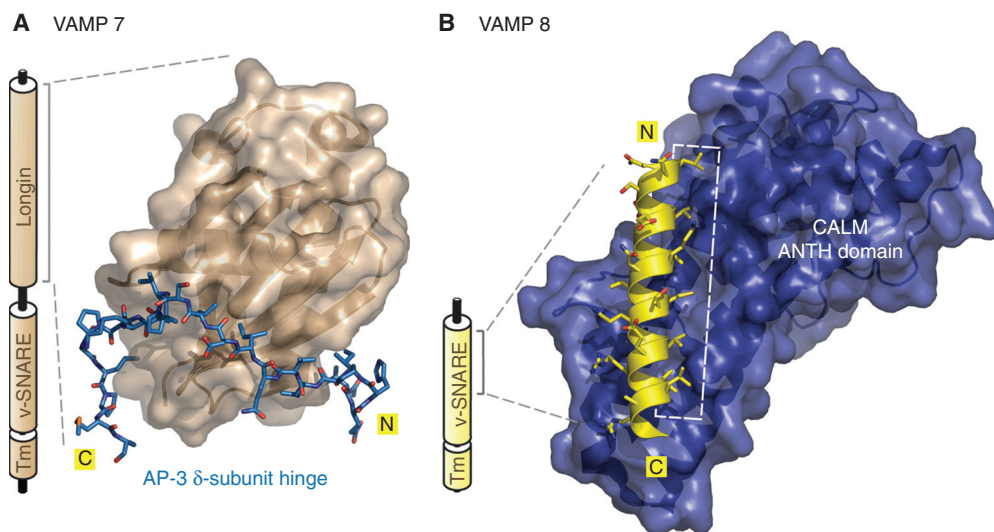 A VAMP 7
Longin
v-SNARE
Tm
C
N
AP-3 δ-subunit hinge
B VAMP 8
N
CALM
ANTH domain
v-SNARE
Tm
C